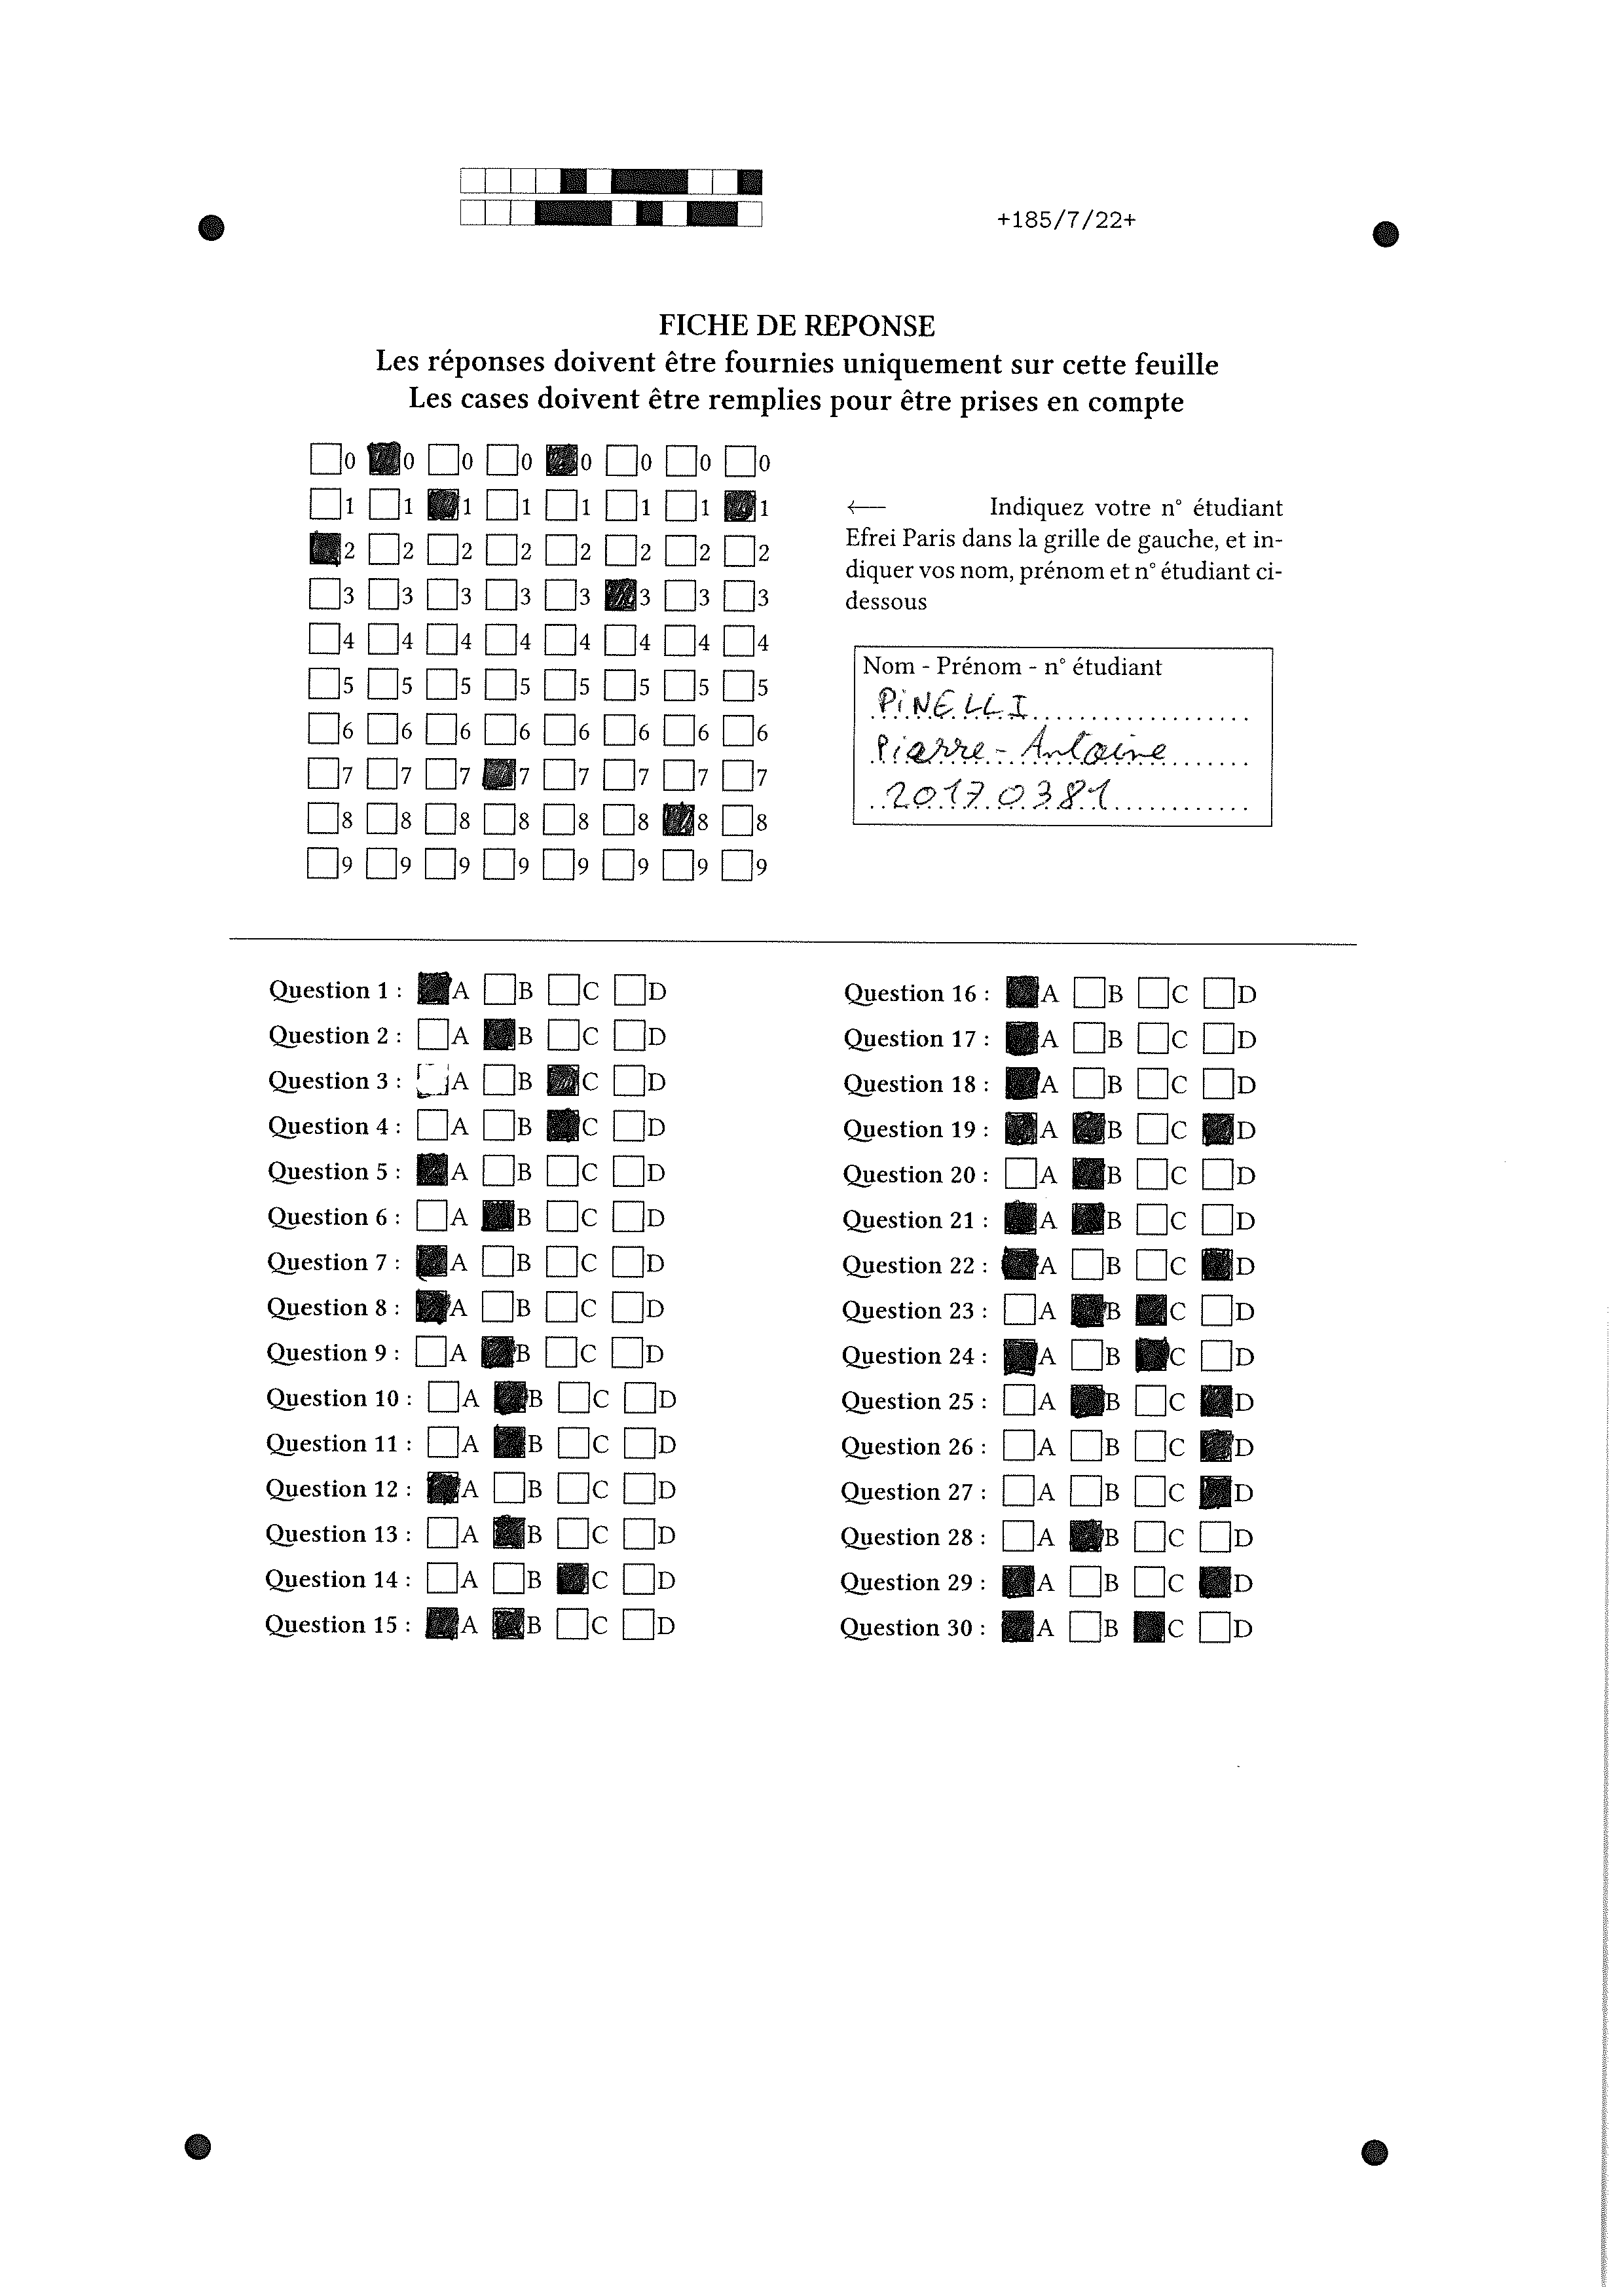 +185/7/22+
FICHE DE REPONSE
Les réponses doivent être fournies uniquement sur cette feuille
Les cases doivent être remplies pour être prises en compte
0 0 0 0 0 0 0 0
1 1 1 1 1 1 1 1
2 2 2 2 2 2 2 2
3 3 3 3 3 3 3 3
4 4 4 4 4 4 4 4
5 5 5 5 5 5 5 5
6 6 6 6 6 6 6 6
7 7 7 7 7 7 7 7
8 8 8 8 8 8 8 8
9 9 9 9 9 9 9 9
← Indiquez votre n° étudiant
Efrei Paris dans la grille de gauche, et in-
diquer vos nom, prénom et n° étudiant ci-
dessous
Nom - Prénom - n° étudiant
PiNELLI
Pierre-Antoine
20170381
Question 1 : A B C D
Question 2 : A B C D
Question 3 : A B C D
Question 4 : A B C D
Question 5 : A B C D
Question 6 : A B C D
Question 7 : A B C D
Question 8 : A B C D
Question 9 : A B C D
Question 10 : A B C D
Question 11 : A B C D
Question 12 : A B C D
Question 13 : A B C D
Question 14 : A B C D
Question 15 : A B C D
Question 16 : A B C D
Question 17 : A B C D
Question 18 : A B C D
Question 19 : A B C D
Question 20 : A B C D
Question 21 : A B C D
Question 22 : A B C D
Question 23 : A B C D
Question 24 : A B C D
Question 25 : A B C D
Question 26 : A B C D
Question 27 : A B C D
Question 28 : A B C D
Question 29 : A B C D
Question 30 : A B C D